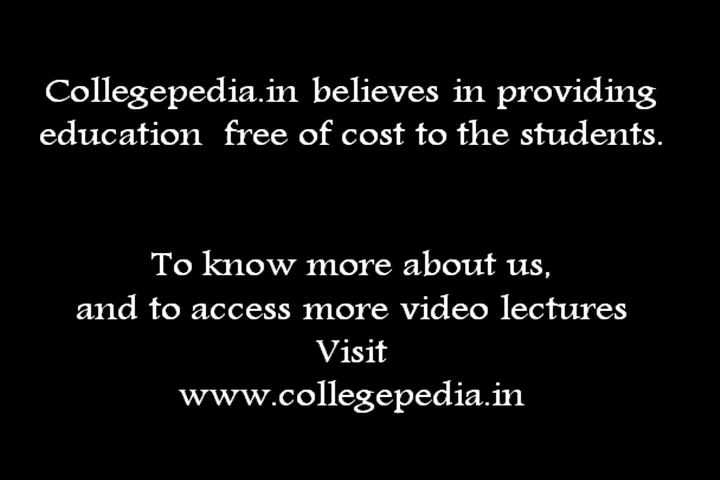 Collegepedia.in believes in providing
education free of cost to the students.
To know more about us,
and to access more video lectures
Visit
www.collegepedia.in